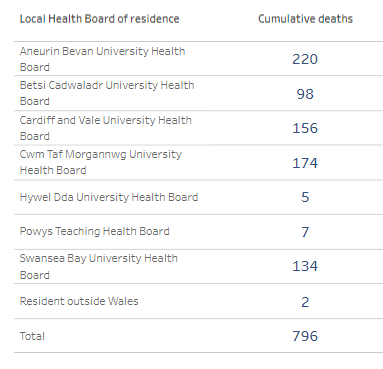 Local Health Board of residence Cumulative deaths
Aneurin Bevan University Health
Board
220
Betsi Cadwaladr University Health
Board
98
Cardiff and Vale University Health
Board
156
Cwm Taf Morgannwg University
Health Board
174
Hywel Dda University Health Board 5
Powys Teaching Health Board 7
Swansea Bay University Health
Board
134
Resident outside Wales 2
Total 796